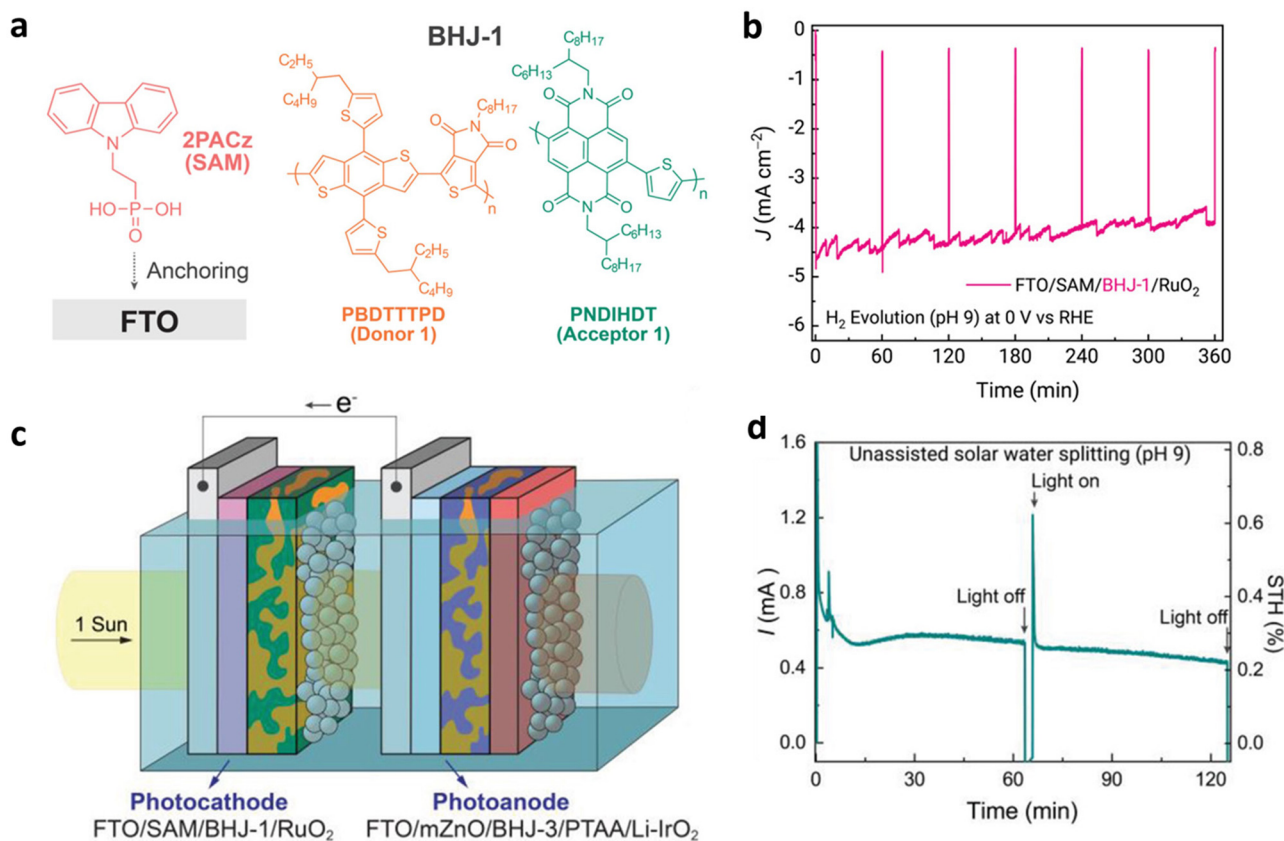 a
BHJ-1
2PACz
(SAM)
N
HO
P
OH
O
Anchoring
FTO
C₂H₅
C₄H₉
S
S
S
S
S
O
N
O
C₈H₁₇
n
C₂H₅
C₄H₉
PBDTTTPD
(Donor 1)
C₈H₁₇
C₆H₁₃
O
N
O
O
N
O
S
n
C₆H₁₃
C₈H₁₇
PNDIHDT
(Acceptor 1)
b
J (mA cm⁻²)
0
-1
-2
-3
-4
-5
-6
FTO/SAM/BHJ-1/RuO₂
H₂ Evolution (pH 9) at 0 V vs RHE
0 60 120 180 240 300 360
Time (min)
c
e⁻
1 Sun
Photocathode
FTO/SAM/BHJ-1/RuO₂
Photoanode
FTO/mZnO/BHJ-3/PTAA/Li-IrO₂
d
Unassisted solar water splitting (pH 9)
Light on
Light off
Light off
I (mA)
1.6
1.2
0.8
0.4
0.0
STH (%)
0.8
0.6
0.4
0.2
0.0
0 30 60 90 120
Time (min)